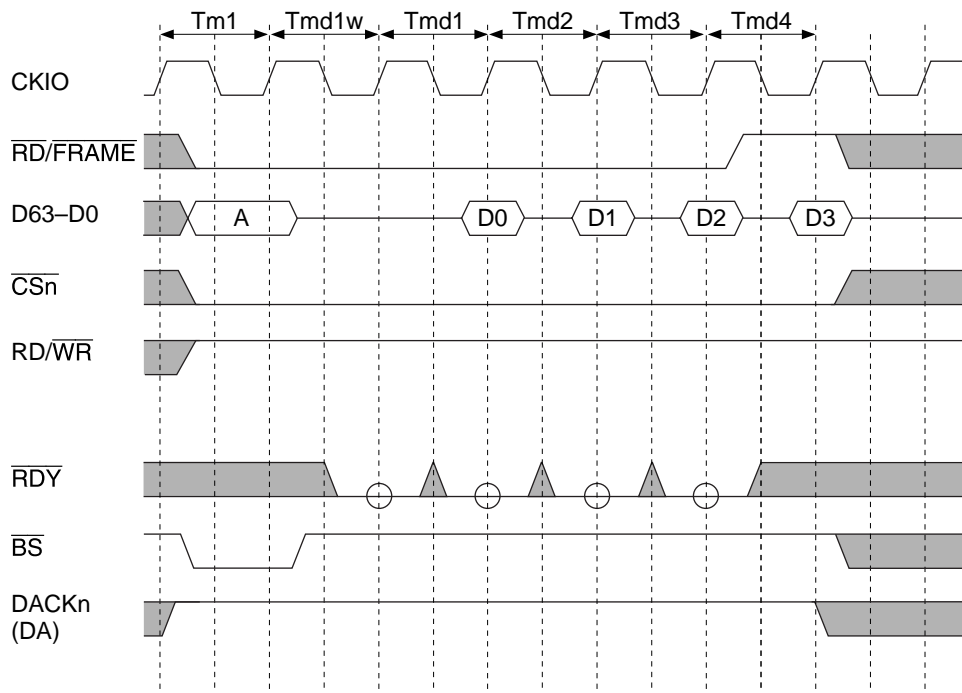 Tm1 Tmd1w Tmd1 Tmd2 Tmd3 Tmd4
CKIO
RD/FRAME
D63–D0 A D0 D1 D2 D3
CSn
RD/WR
RDY
BS
DACKn
(DA)